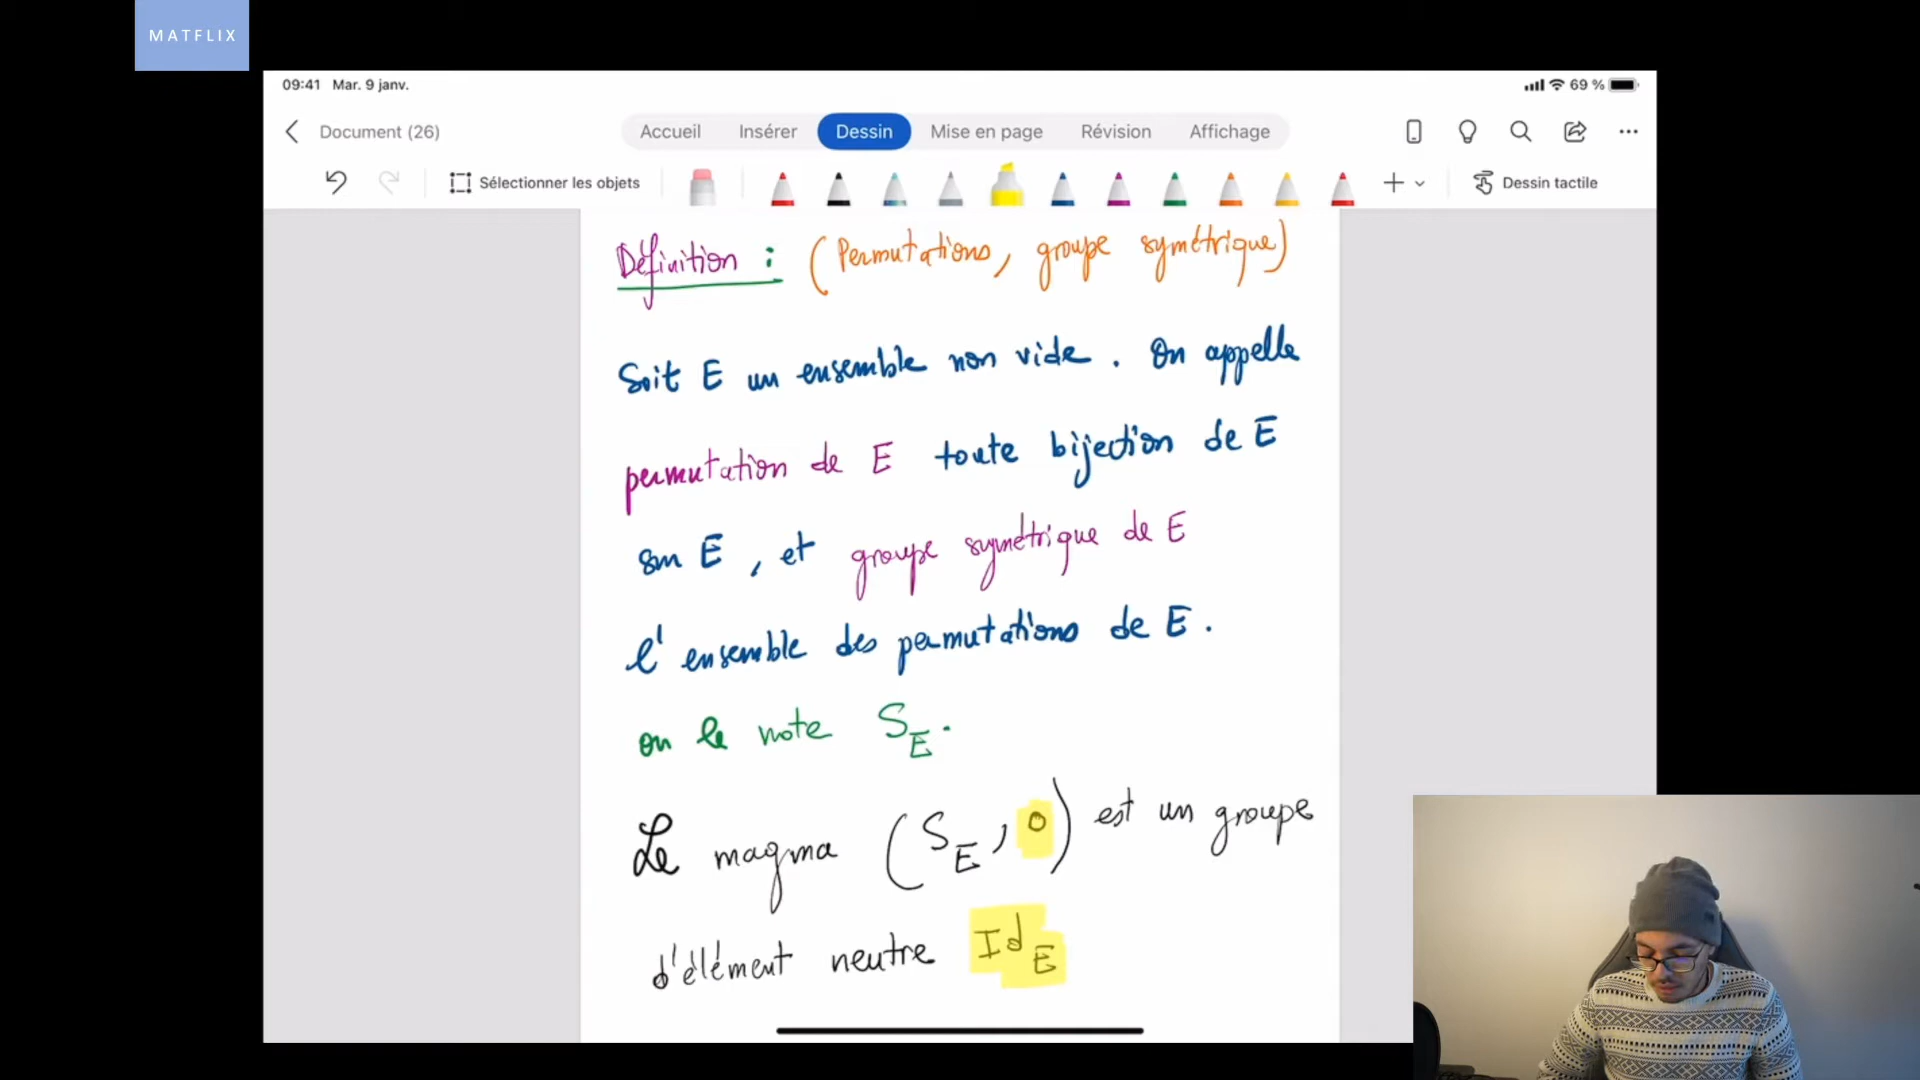 MATFLIX
09:41 Mar. 9 janv.
69 %
Document (26)
Accueil Insérer Dessin Mise en page Révision Affichage
Sélectionner les objets
Dessin tactile
Définition : (Permutations, groupe symétrique)
Soit E un ensemble non vide. On appelle
permutation de E toute bijection de E
sur E, et groupe symétrique de E
l'ensemble des permutations de E.
on le note S_E.
Le magma (S_E, o) est un groupe
d'élément neutre Id_E